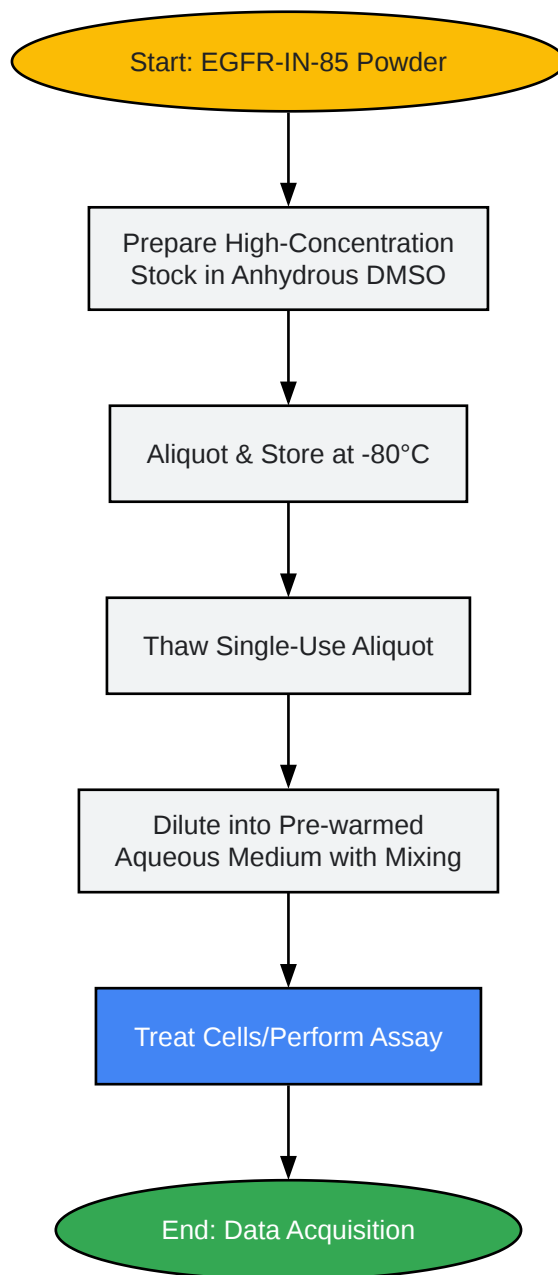 Start: EGFR-IN-85 Powder
Prepare High-Concentration
Stock in Anhydrous DMSO
Aliquot & Store at -80°C
Thaw Single-Use Aliquot
Dilute into Pre-warmed
Aqueous Medium with Mixing
Treat Cells/Perform Assay
End: Data Acquisition